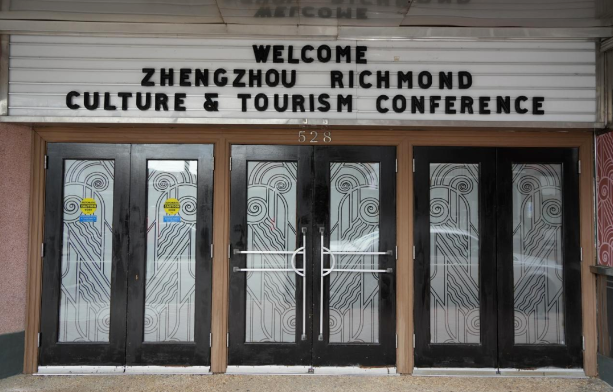 WELCOME
ZHENGZHOU RICHMOND
CULTURE & TOURISM CONFERENCE
528